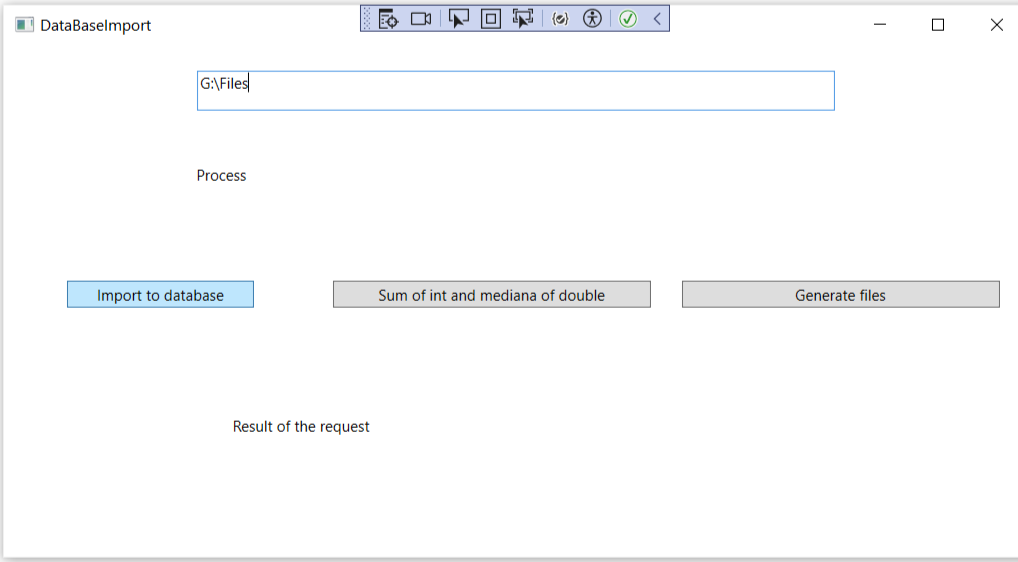 DataBaseImport
G:\Files
Process
Import to database
Sum of int and mediana of double
Generate files
Result of the request